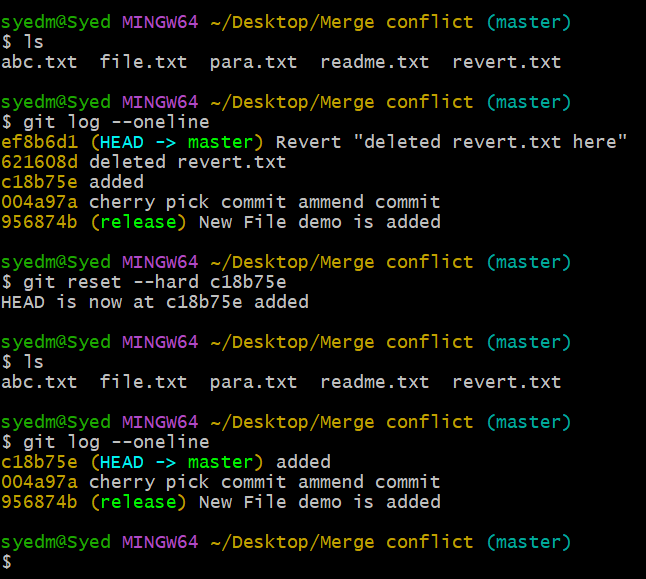 syedm@Syed MINGW64 ~/Desktop/Merge conflict (master)
$ ls
abc.txt  file.txt  para.txt  readme.txt  revert.txt
syedm@Syed MINGW64 ~/Desktop/Merge conflict (master)
$ git log --oneline
ef8b6d1 (HEAD -> master) Revert "deleted revert.txt here"
621608d deleted revert.txt
c18b75e added
004a97a cherry pick commit ammend commit
956874b (release) New File demo is added
syedm@Syed MINGW64 ~/Desktop/Merge conflict (master)
$ git reset --hard c18b75e
HEAD is now at c18b75e added
syedm@Syed MINGW64 ~/Desktop/Merge conflict (master)
$ ls
abc.txt  file.txt  para.txt  readme.txt  revert.txt
syedm@Syed MINGW64 ~/Desktop/Merge conflict (master)
$ git log --oneline
c18b75e (HEAD -> master) added
004a97a cherry pick commit ammend commit
956874b (release) New File demo is added
syedm@Syed MINGW64 ~/Desktop/Merge conflict (master)
$